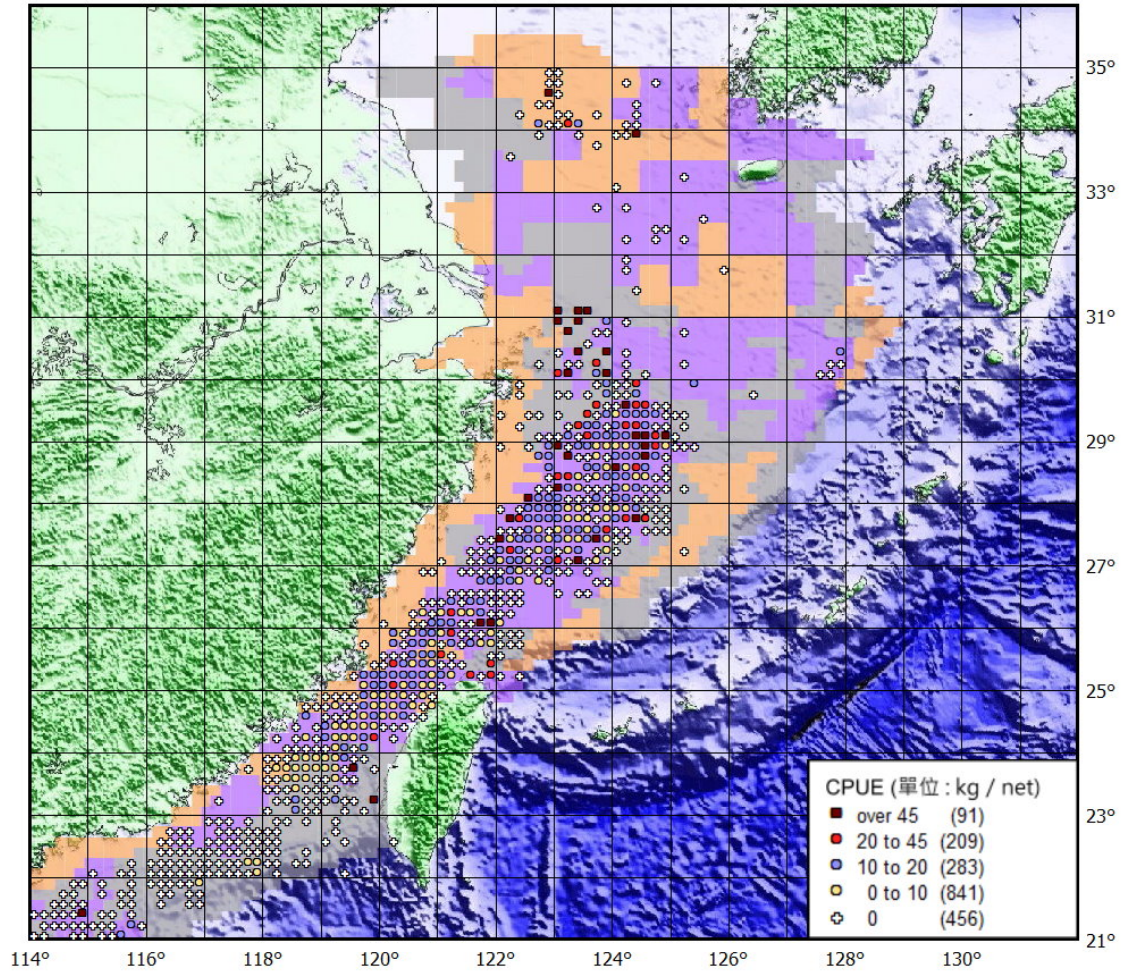 35°
33°
31°
29°
27°
25°
23°
21°
CPUE (單位 : kg / net)
over 45 (91)
20 to 45 (209)
10 to 20 (283)
0 to 10 (841)
0 (456)
114° 116° 118° 120° 122° 124° 126° 128° 130°